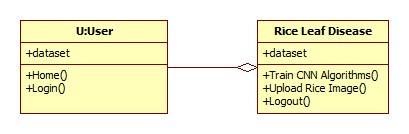 U:User
+dataset
+Home()
+Login()
Rice Leaf Disease
+dataset
+Train CNN Algorithms()
+Upload Rice Image()
+Logout()